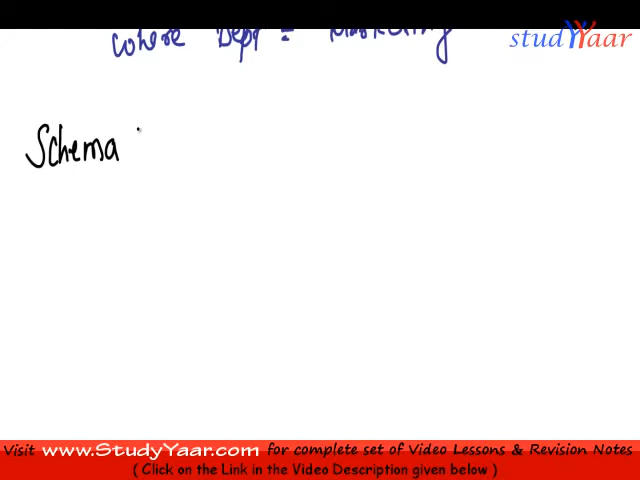 where Dept = Marketing
studYYaar
Schema
Visit www.StudyYaar.com for complete set of Video Lessons & Revision Notes
( Click on the Link in the Video Description given below )